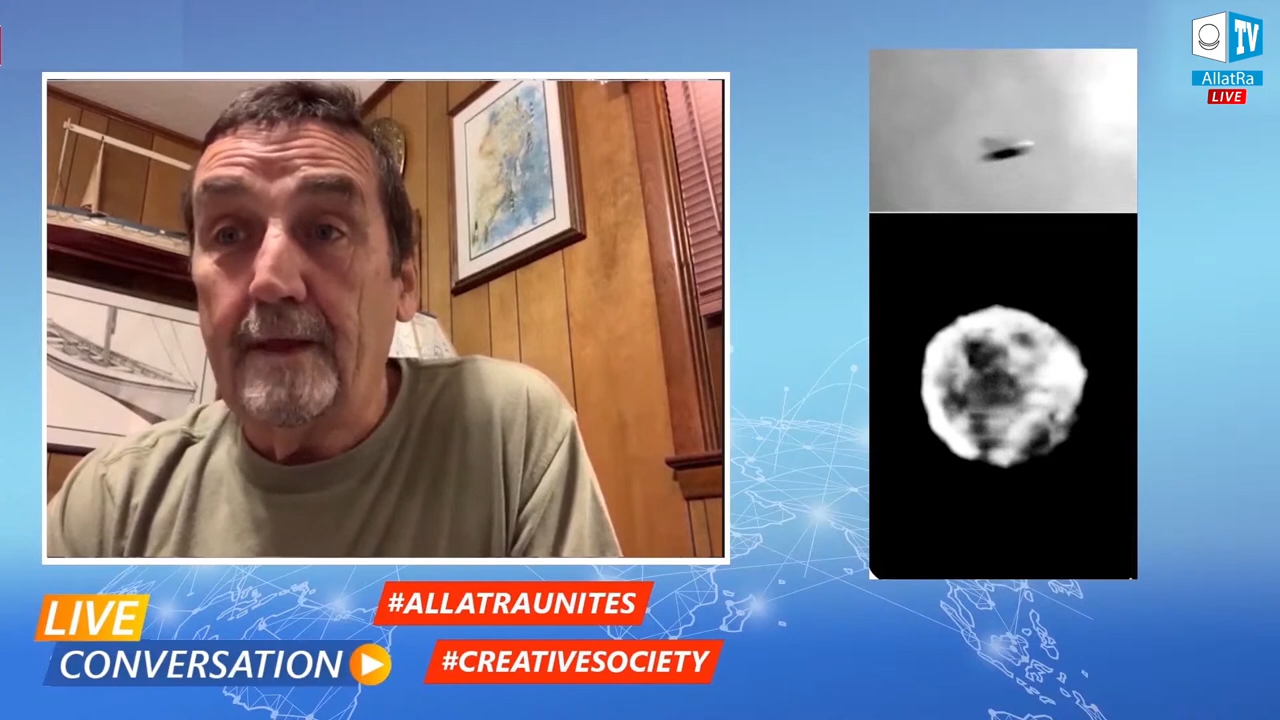 TV
AllatRa
LIVE
#ALLATRAUNITES
LIVE
CONVERSATION
#CREATIVESOCIETY